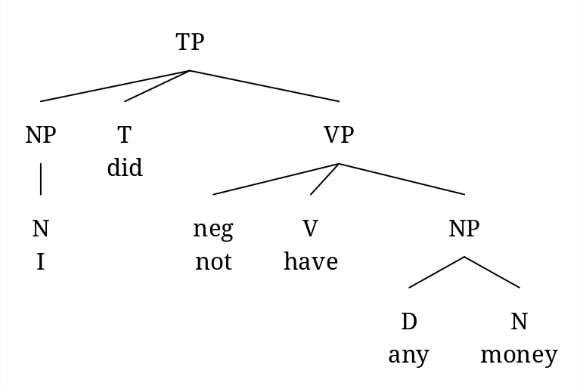 TP
NP T VP
did
N neg V NP
I not have
D N
any money